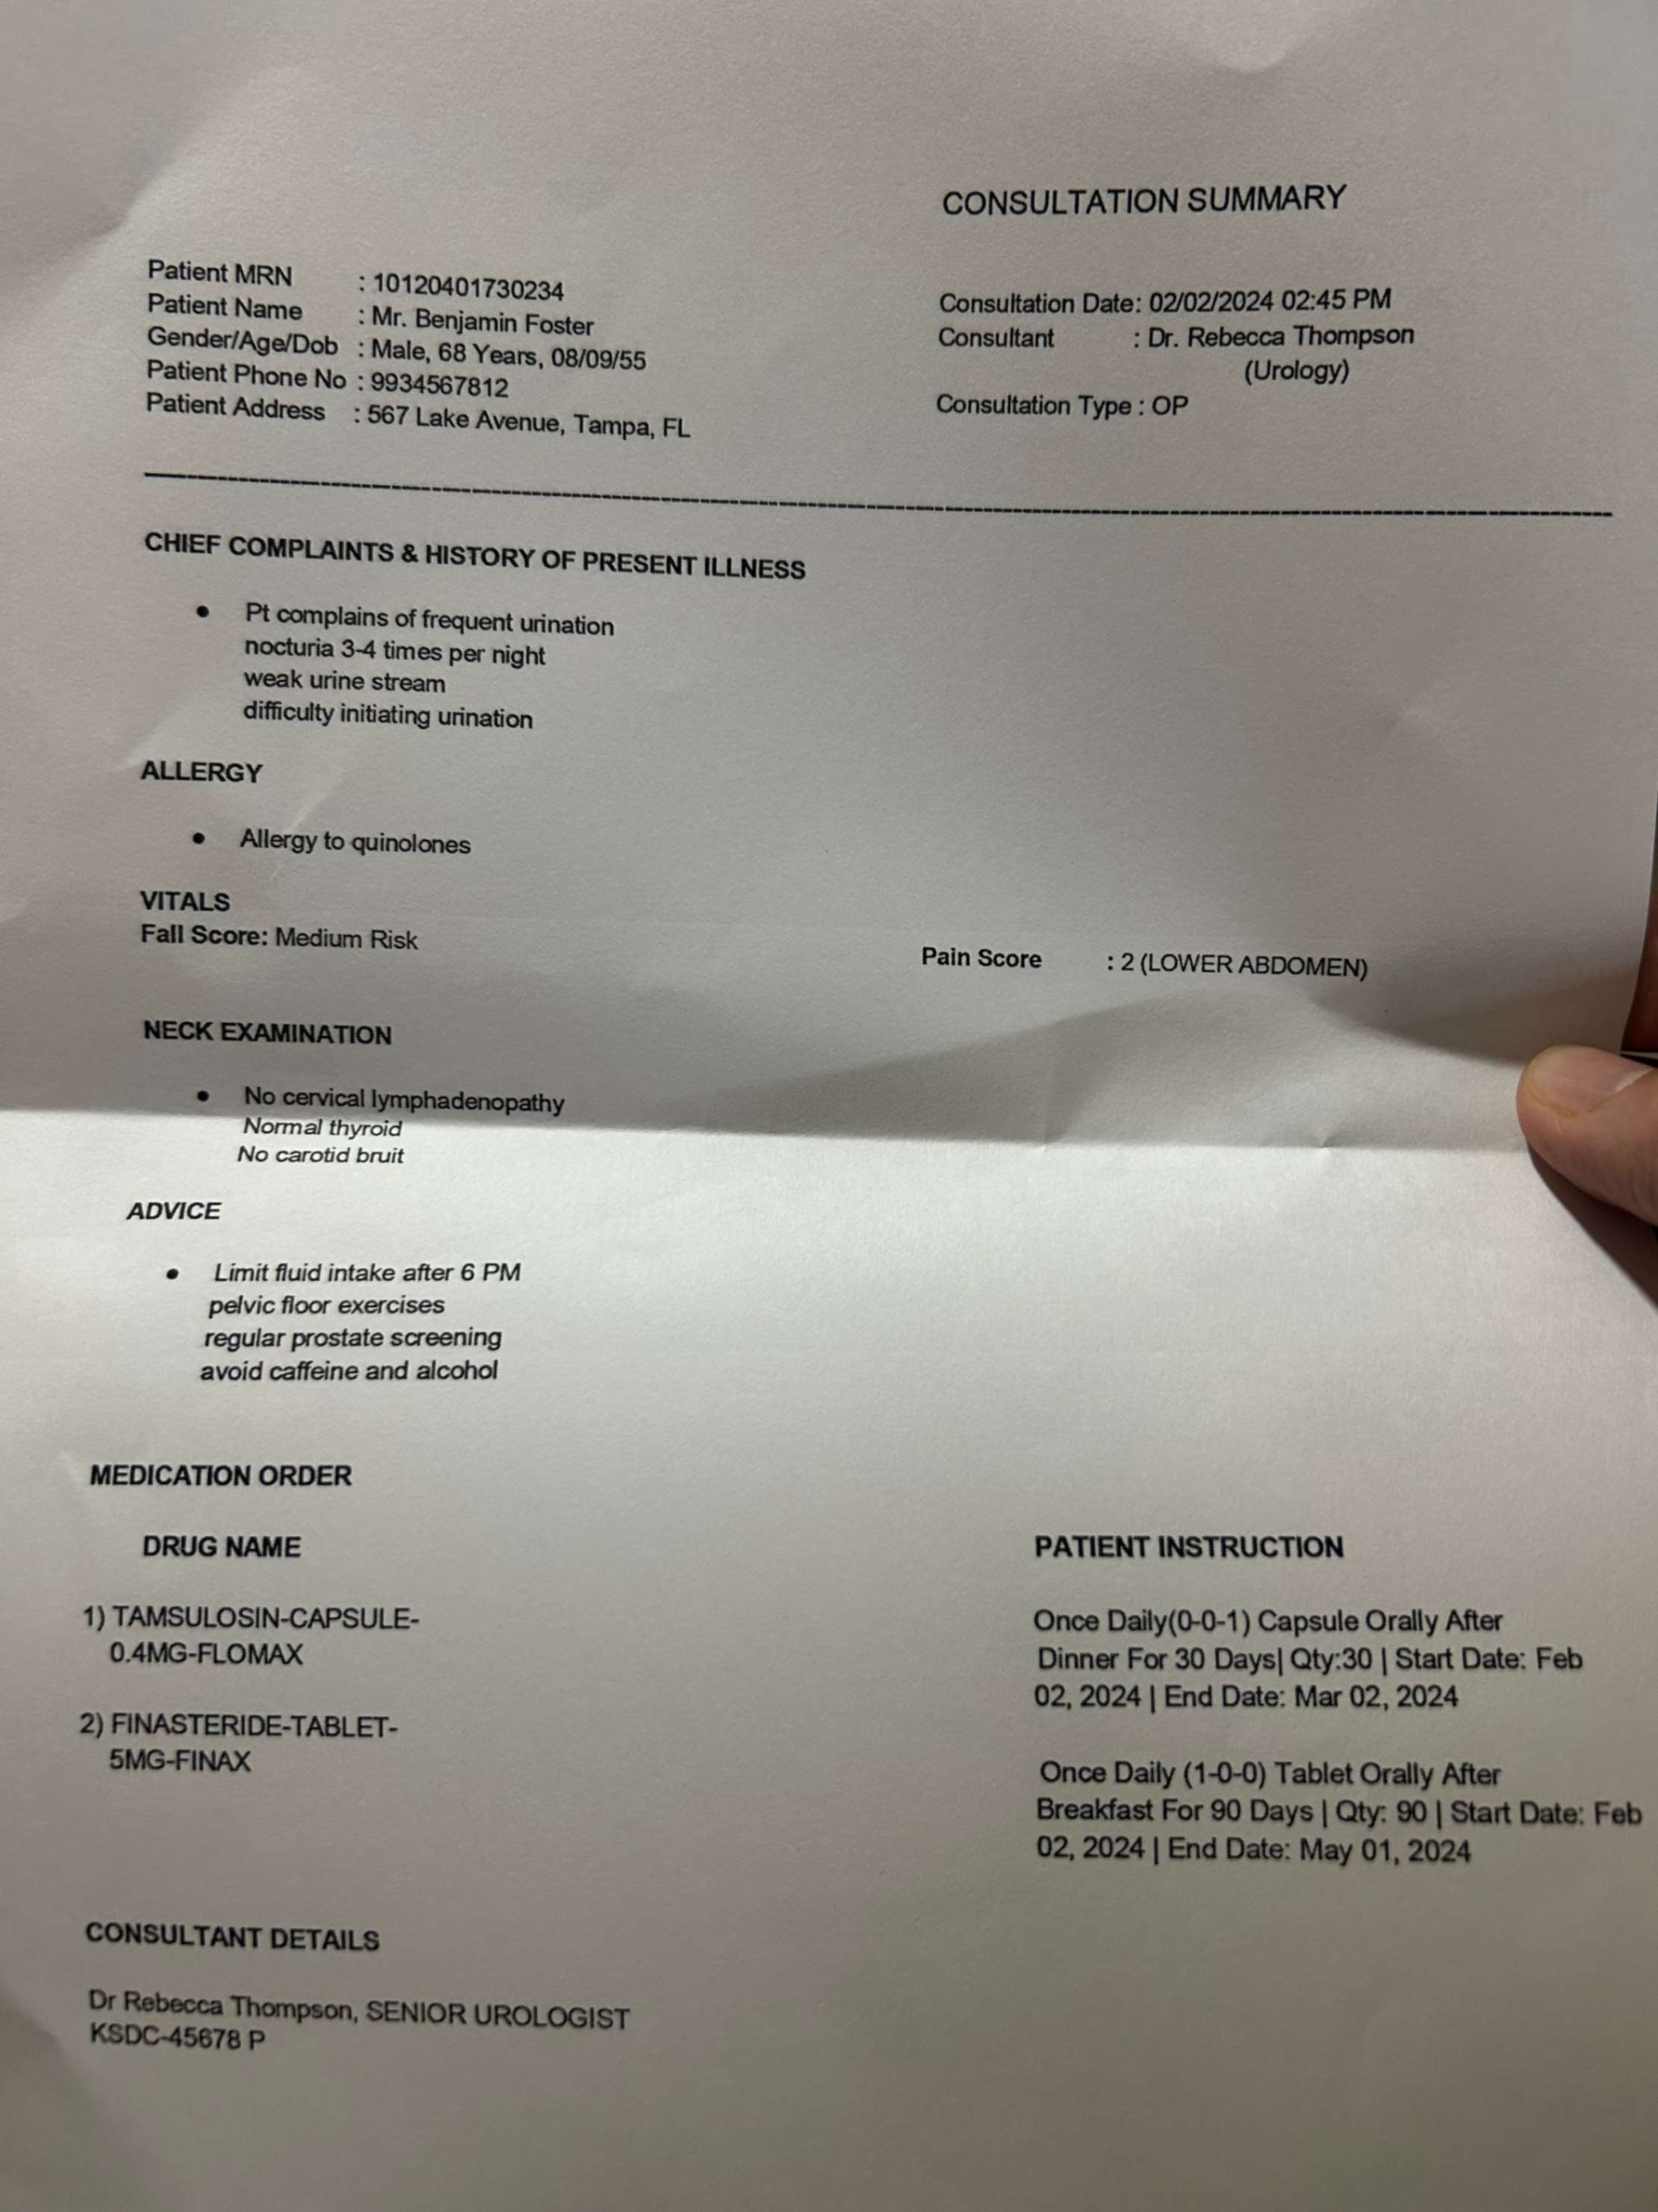 CONSULTATION SUMMARY
Patient MRN : 10120401730234
Patient Name : Mr. Benjamin Foster
Gender/Age/Dob : Male, 68 Years, 08/09/55
Patient Phone No : 9934567812
Patient Address : 567 Lake Avenue, Tampa, FL
Consultation Date: 02/02/2024 02:45 PM
Consultant : Dr. Rebecca Thompson
(Urology)
Consultation Type : OP
CHIEF COMPLAINTS & HISTORY OF PRESENT ILLNESS
• Pt complains of frequent urination
nocturia 3-4 times per night
weak urine stream
difficulty initiating urination
ALLERGY
• Allergy to quinolones
VITALS
Fall Score: Medium Risk
Pain Score : 2 (LOWER ABDOMEN)
NECK EXAMINATION
• No cervical lymphadenopathy
Normal thyroid
No carotid bruit
ADVICE
• Limit fluid intake after 6 PM
pelvic floor exercises
regular prostate screening
avoid caffeine and alcohol
MEDICATION ORDER
DRUG NAME
PATIENT INSTRUCTION
1) TAMSULOSIN-CAPSULE-
0.4MG-FLOMAX
Once Daily(0-0-1) Capsule Orally After
Dinner For 30 Days| Qty:30 | Start Date: Feb
02, 2024 | End Date: Mar 02, 2024
2) FINASTERIDE-TABLET-
5MG-FINAX
Once Daily (1-0-0) Tablet Orally After
Breakfast For 90 Days | Qty: 90 | Start Date: Feb
02, 2024 | End Date: May 01, 2024
CONSULTANT DETAILS
Dr Rebecca Thompson, SENIOR UROLOGIST
KSDC-45678 P